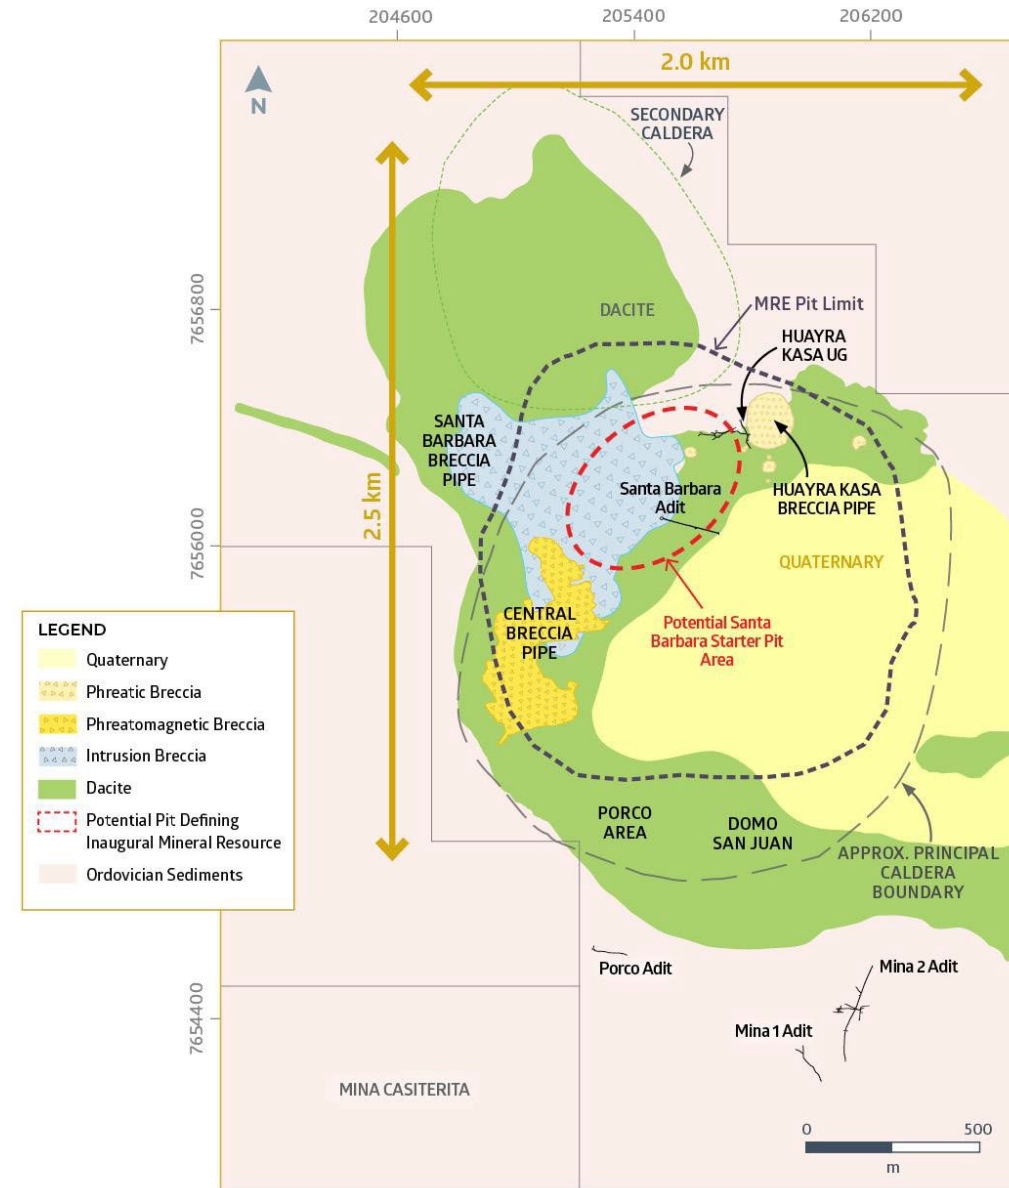 204600
205400
206200
2.0 km
N
SECONDARY
CALDERA
7656800
DACITE
MRE Pit Limit
HUAYRA
KASA UG
SANTA
BARBARA
BRECCIA
PIPE
2.5 km
Santa Barbara
Adit
HUAYRA KASA
BRECCIA PIPE
7656000
QUATERNARY
CENTRAL
BRECCIA
PIPE
Potential Santa
Barbara Starter Pit
Area
LEGEND
Quaternary
Phreatic Breccia
Phreatomagnetic Breccia
Intrusion Breccia
Dacite
Potential Pit Defining
Inaugural Mineral Resource
Ordovician Sediments
PORCO
AREA
DOMO
SAN JUAN
APPROX. PRINCIPAL
CALDERA
BOUNDARY
Porco Adit
Mina 2 Adit
7654400
Mina 1 Adit
MINA CASITERITA
0
500
m